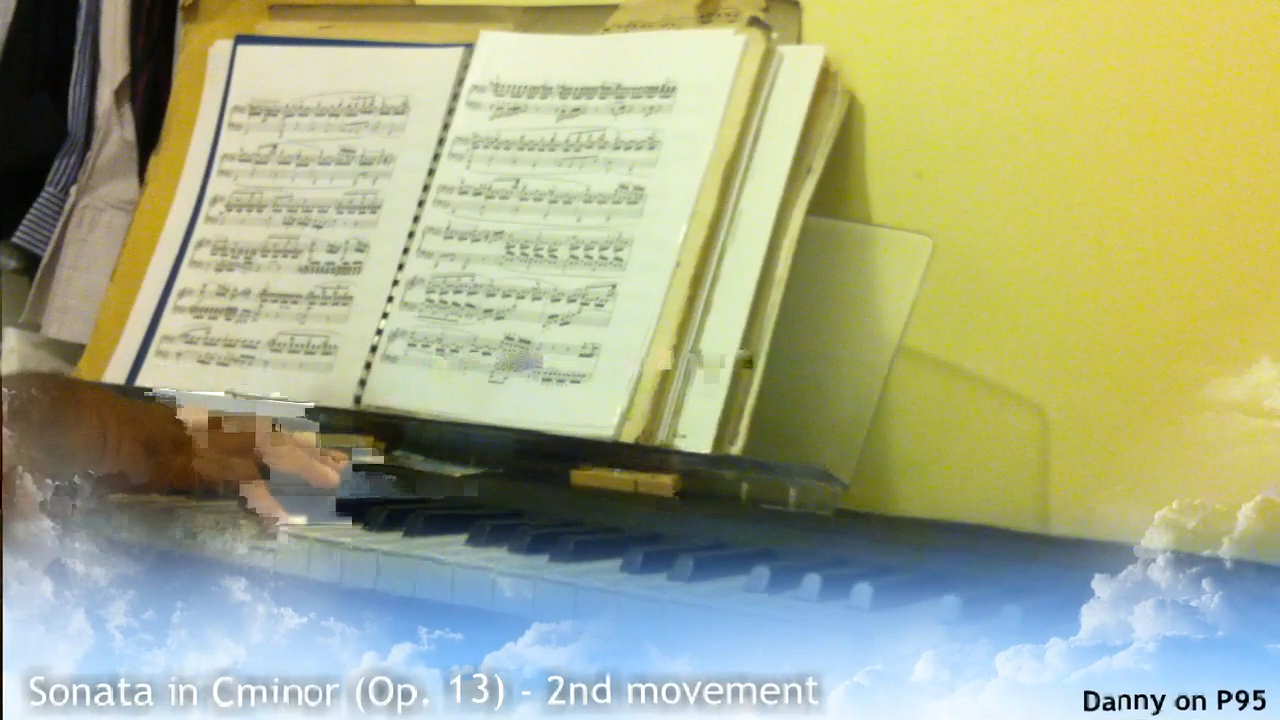 Sonata in Cminor (Op. 13) - 2nd movement
Danny on P95